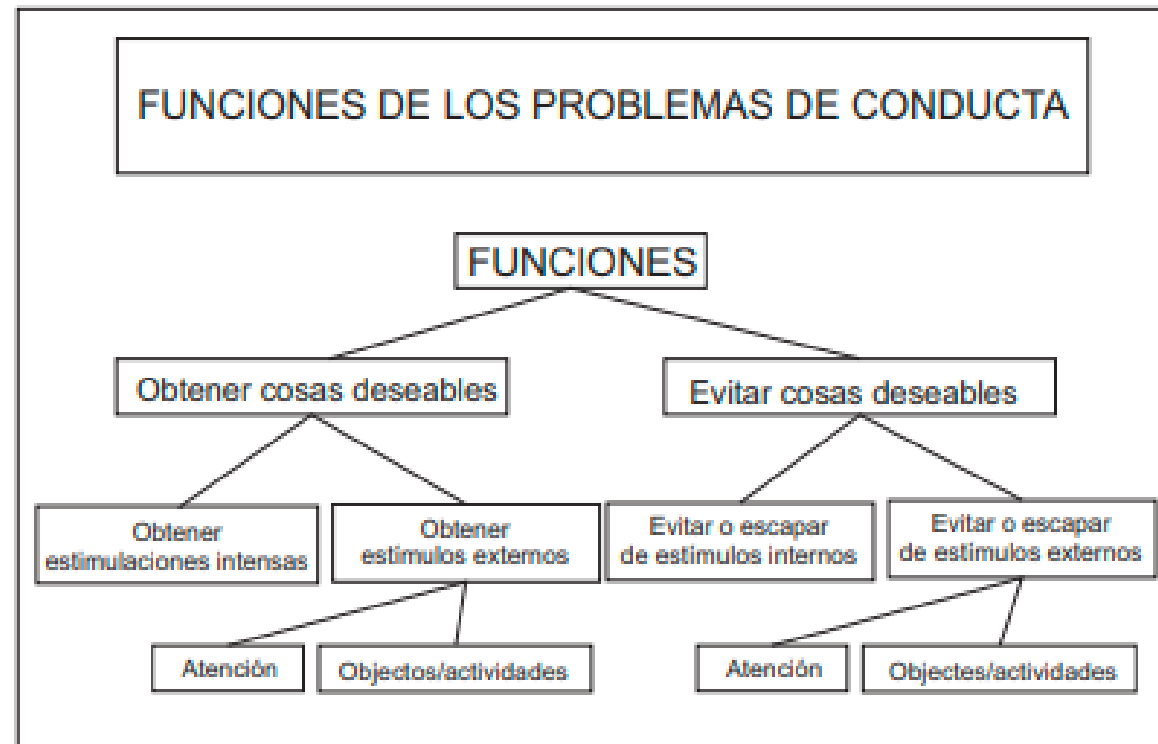 FUNCIONES DE LOS PROBLEMAS DE CONDUCTA
FUNCIONES
Obtener cosas deseables
Evitar cosas deseables
Obtener
estimulaciones intensas
Obtener
estimulos externos
Evitar o escapar
de estimulos internos
Evitar o escapar
de estimulos externos
Atención
Objectos/actividades
Atención
Objectes/actividades